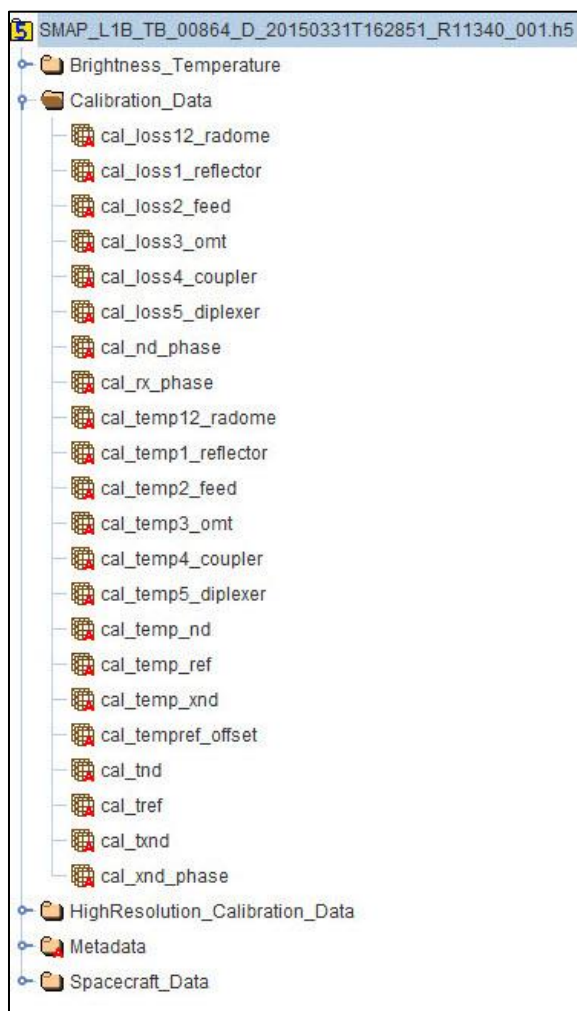 5 SMAP_L1B_TB_00864_D_20150331T162851_R11340_001.h5
Brightness_Temperature
Calibration_Data
cal_loss12_radome
cal_loss1_reflector
cal_loss2_feed
cal_loss3_omt
cal_loss4_coupler
cal_loss5_diplexer
cal_nd_phase
cal_rx_phase
cal_temp12_radome
cal_temp1_reflector
cal_temp2_feed
cal_temp3_omt
cal_temp4_coupler
cal_temp5_diplexer
cal_temp_nd
cal_temp_ref
cal_temp_xnd
cal_tempref_offset
cal_tnd
cal_tref
cal_txnd
cal_xnd_phase
HighResolution_Calibration_Data
Metadata
Spacecraft_Data